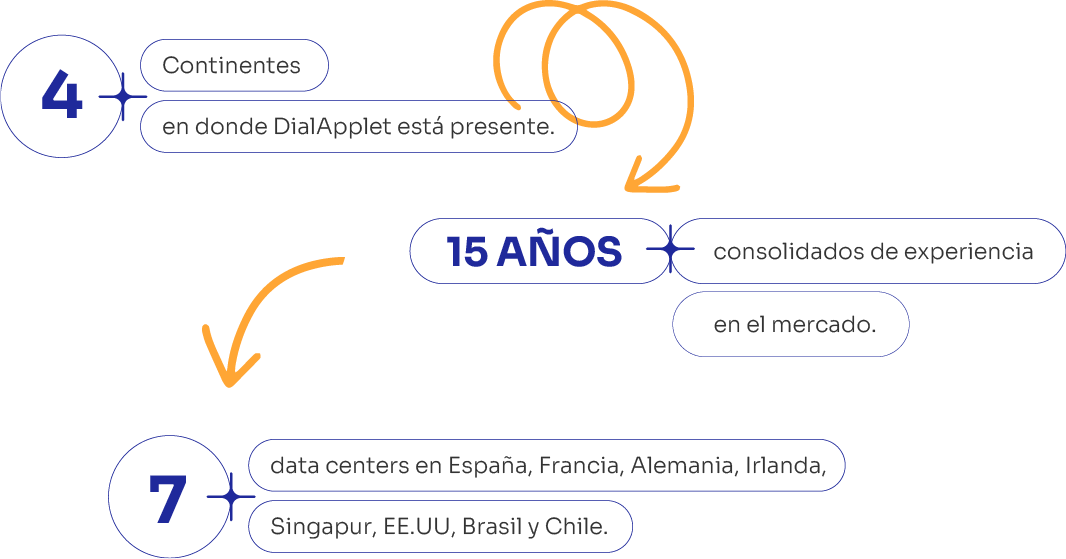 4
Continentes
en donde DialApplet está presente.
15 AÑOS
consolidados de experiencia
en el mercado.
7
data centers en España, Francia, Alemania, Irlanda,
Singapur, EE.UU, Brasil y Chile.